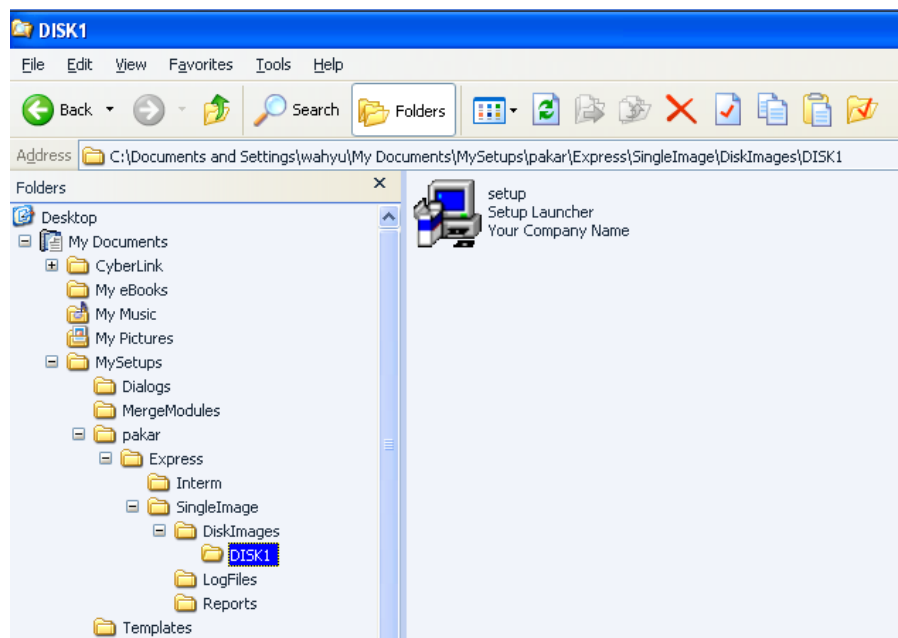 DISK1
File Edit View Favorites Tools Help
Back Search Folders
Address C:\Documents and Settings\wahyu\My Documents\MySetups\pakar\Express\SingleImage\DiskImages\DISK1
Folders
setup
Setup Launcher
Your Company Name
Desktop
My Documents
CyberLink
My eBooks
My Music
My Pictures
MySetups
Dialogs
MergeModules
pakar
Express
Interm
SingleImage
DiskImages
DISK1
LogFiles
Reports
Templates